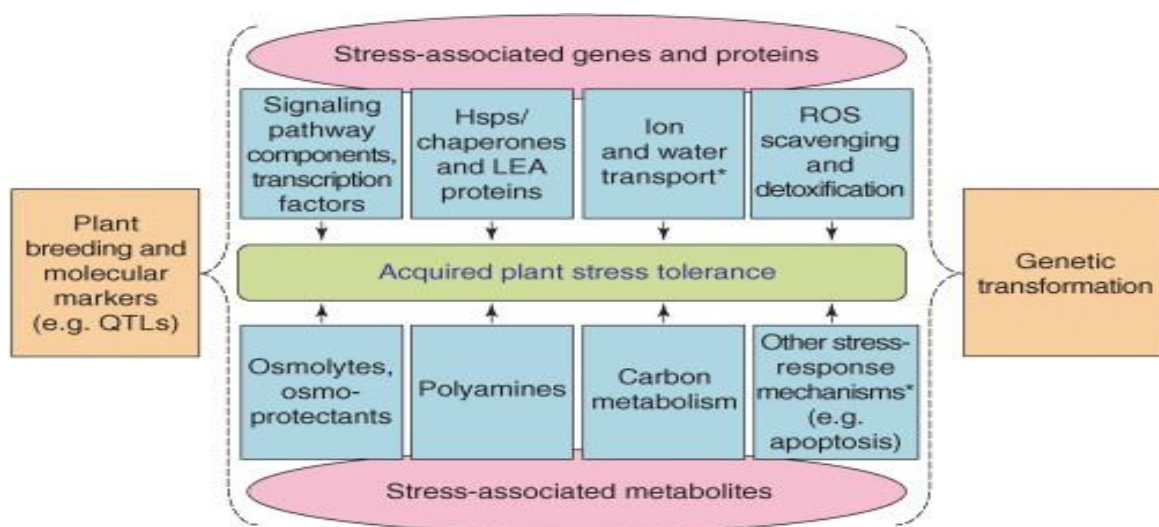 Stress-associated genes and proteins
Signaling
pathway
components,
transcription
factors
Hsps/
chaperones
and LEA
proteins
Ion
and water
transport*
ROS
scavenging
and
detoxification
Plant
breeding and
molecular
markers
(e.g. QTLs)
Acquired plant stress tolerance
Genetic
transformation
Osmolytes,
osmo-
protectants
Polyamines
Carbon
metabolism
Other stress-
response
mechanisms*
(e.g.
apoptosis)
Stress-associated metabolites